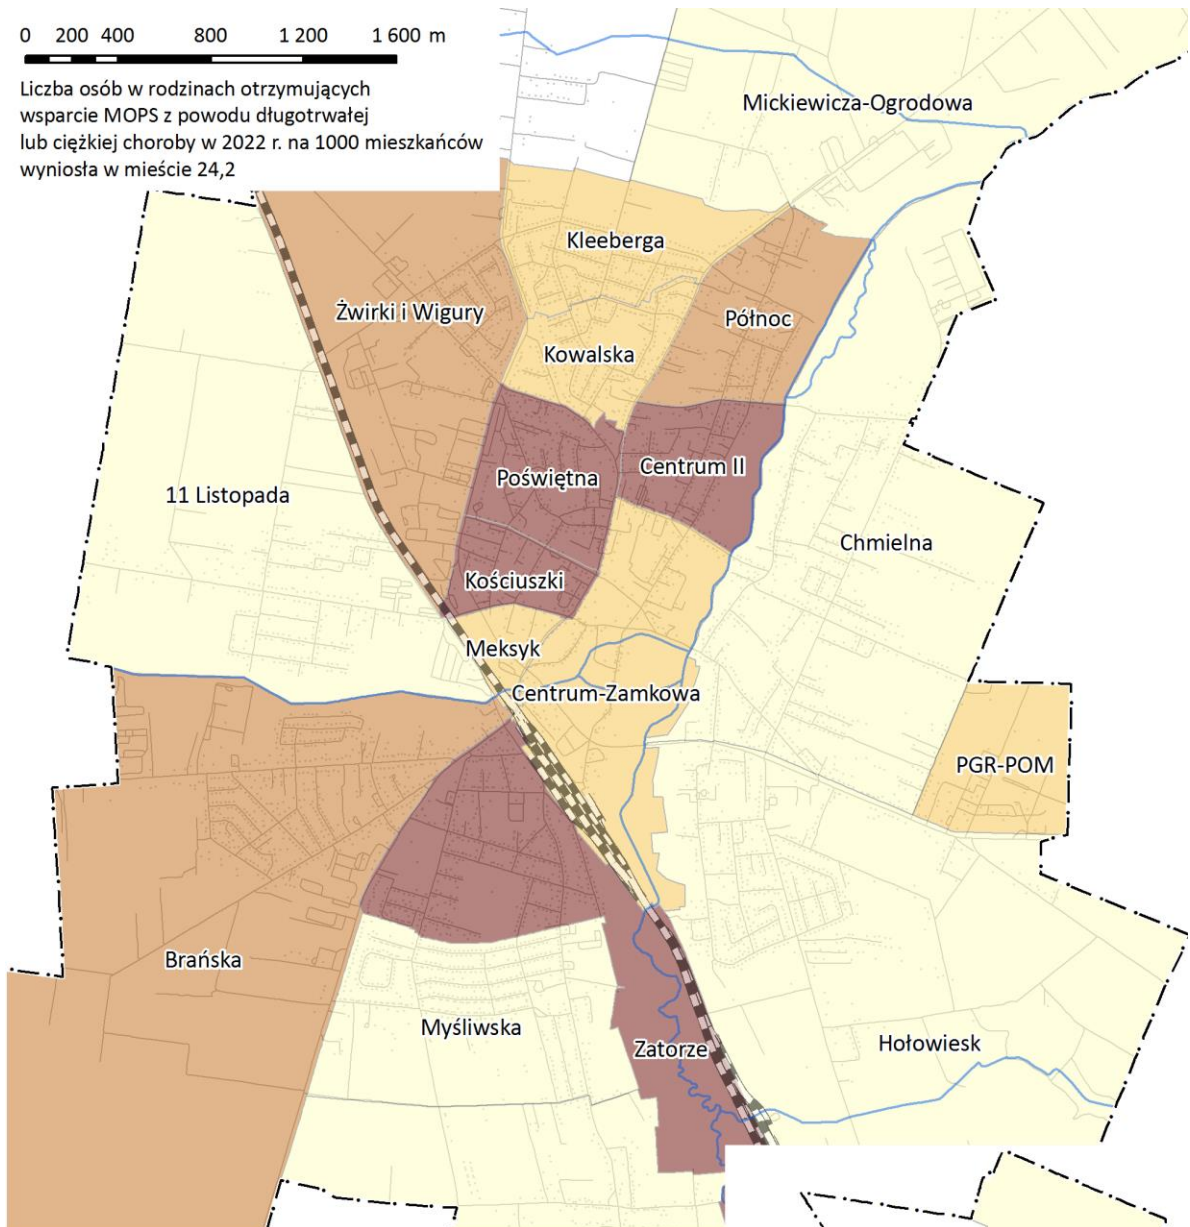 0 200 400 800 1 200 1 600 m
Liczba osób w rodzinach otrzymujących
wsparcie MOPS z powodu długotrwałej
lub ciężkiej choroby w 2022 r. na 1000 mieszkańców
wyniosła w mieście 24,2
Mickiewicza-Ogrodowa
Kleeberga
Żwirki i Wigury
Północ
Kowalska
Poświętna
Centrum II
11 Listopada
Chmielna
Kościuszki
Meksyk
Centrum-Zamkowa
PGR-POM
Brańska
Myśliwska
Zatorze
Hołowiesk